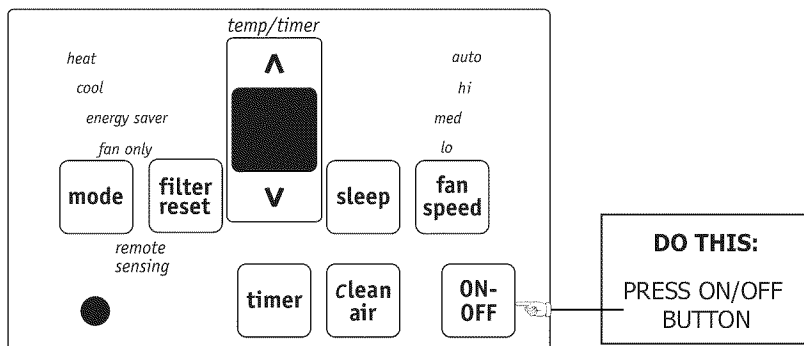 temp/timer
heat
cool
energy saver
fan only
auto
hi
med
lo
∧
∨
mode
filter
reset
sleep
fan
speed
remote
sensing
timer
clean
air
ON-
OFF
DO THIS:
PRESS ON/OFF
BUTTON